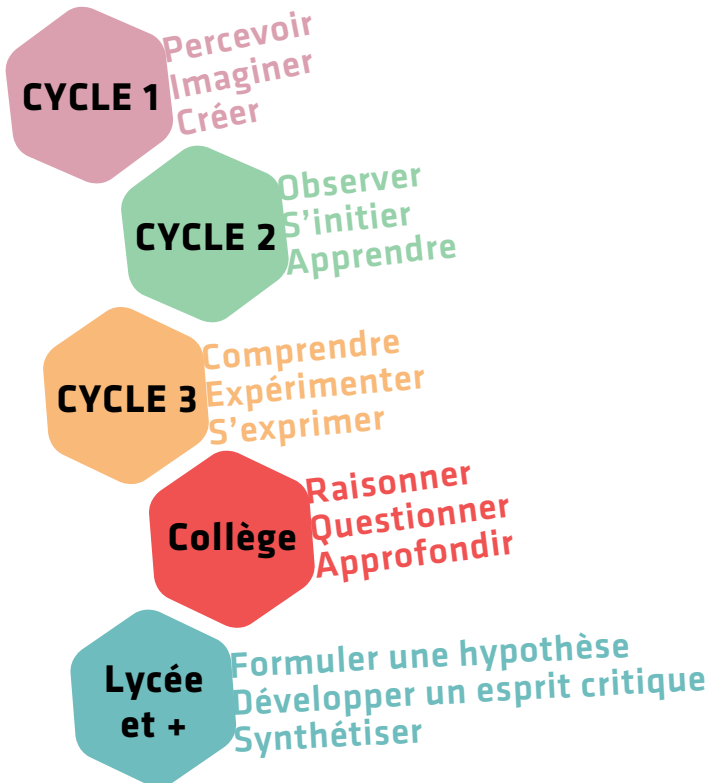 CYCLE 1
Percevoir
Imaginer
Créer
CYCLE 2
Observer
S'initier
Apprendre
CYCLE 3
Comprendre
Expérimenter
S'exprimer
Collège
Raisonner
Questionner
Approfondir
Lycée
et +
Formuler une hypothèse
Développer un esprit critique
Synthétiser